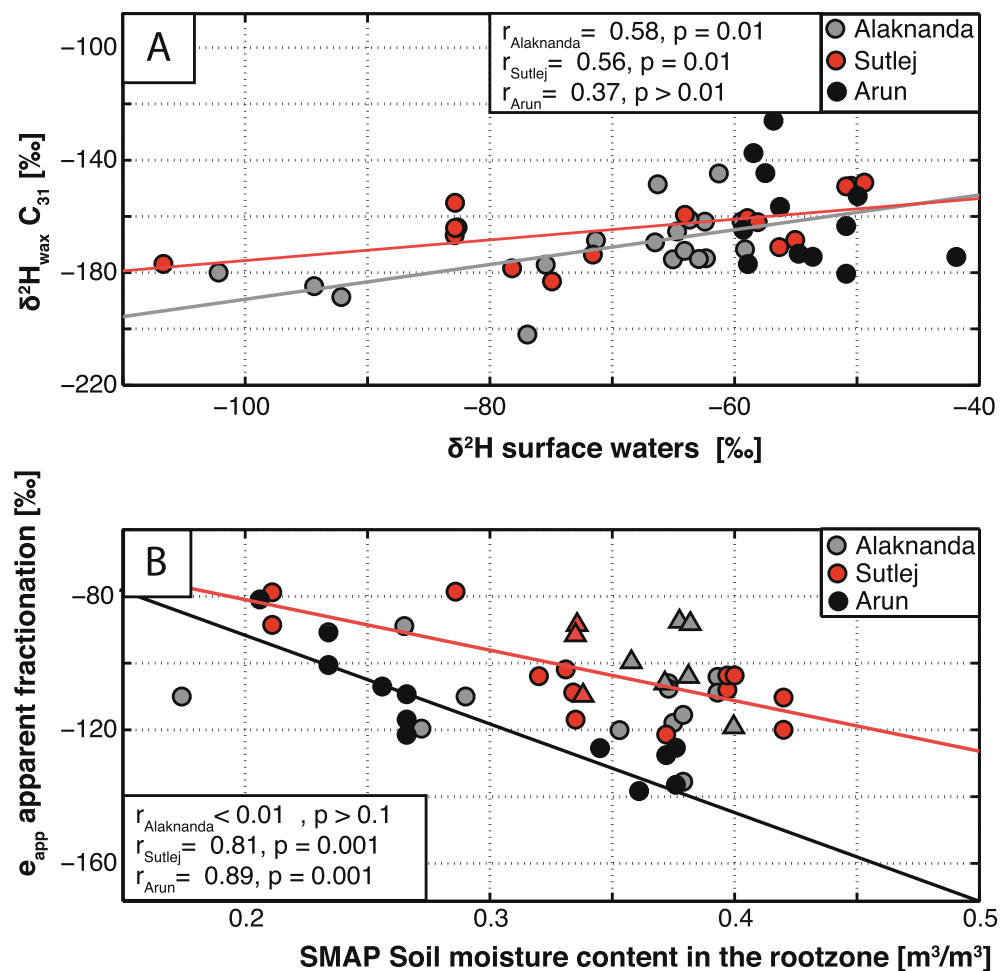 A
r_Alaknanda= 0.58, p = 0.01
r_Sutlej= 0.56, p = 0.01
r_Arun= 0.37, p > 0.01
Alaknanda
Sutlej
Arun
δ²H_wax C₃₁ [‰]
−100
−140
−180
−220
−100
−80
−60
−40
δ²H surface waters [‰]
B
Alaknanda
Sutlej
Arun
e_app apparent fractionation [‰]
−80
−120
−160
r_Alaknanda< 0.01 , p > 0.1
r_Sutlej= 0.81, p = 0.001
r_Arun= 0.89, p = 0.001
0.2
0.3
0.4
0.5
SMAP Soil moisture content in the rootzone [m³/m³]